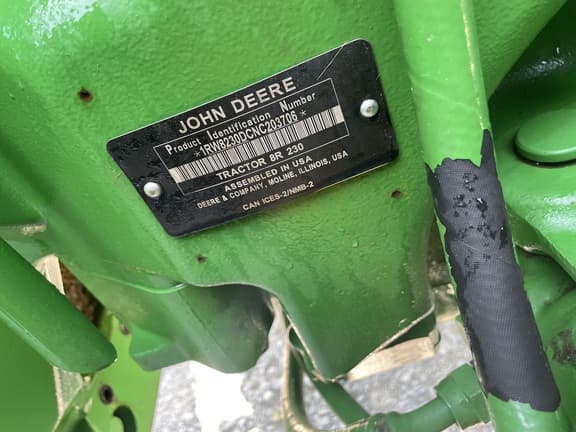 JOHN DEERE
Product Identification Number
*1RW8230DCNC203706*
TRACTOR 8R 230
ASSEMBLED IN USA
DEERE & COMPANY, MOLINE, ILLINOIS, USA
CAN ICES-2/NMB-2